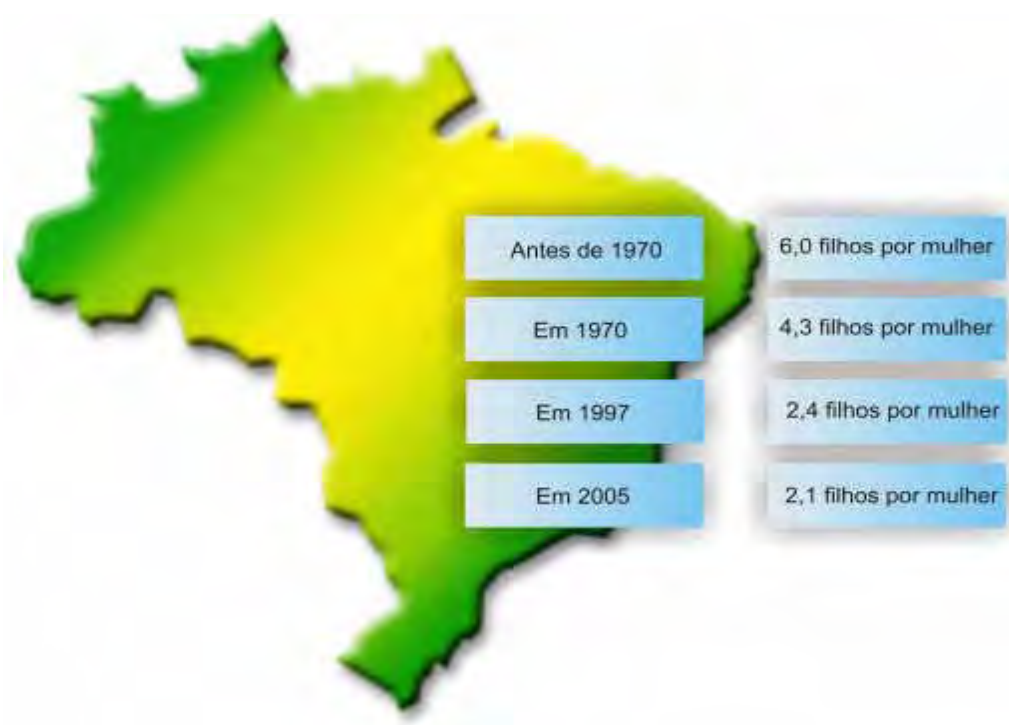 Antes de 1970
6,0 filhos por mulher
Em 1970
4,3 filhos por mulher
Em 1997
2,4 filhos por mulher
Em 2005
2,1 filhos por mulher